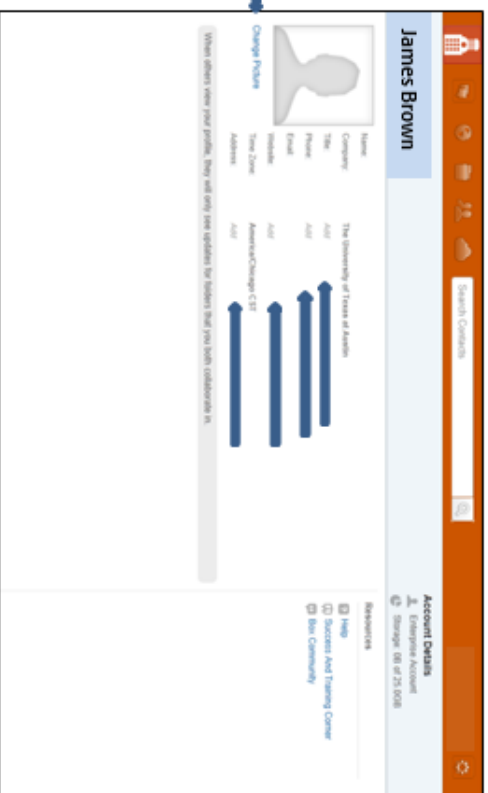 Search Contacts
James Brown
Account Details
Enterprise Account
Storage: 0B of 25.0GB
Change Picture
Name:
Company: The University of Texas at Austin
Title: Add
Phone: Add
Email:
Website: Add
Time Zone: America/Chicago CST
Address: Add
When others view your profile, they will only see updates for folders that you both collaborate in.
Resources
Help
Success And Training Corner
Box Community